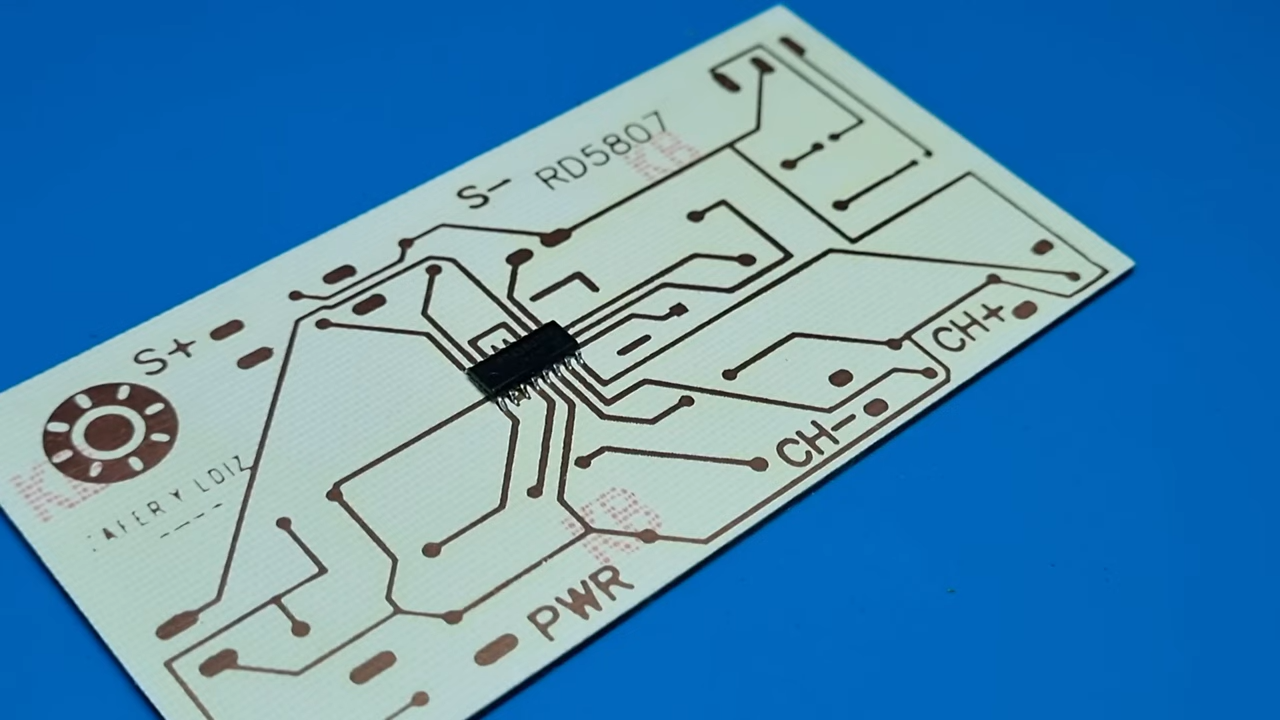 S- RD5807
S+
CH+
CH-
PWR